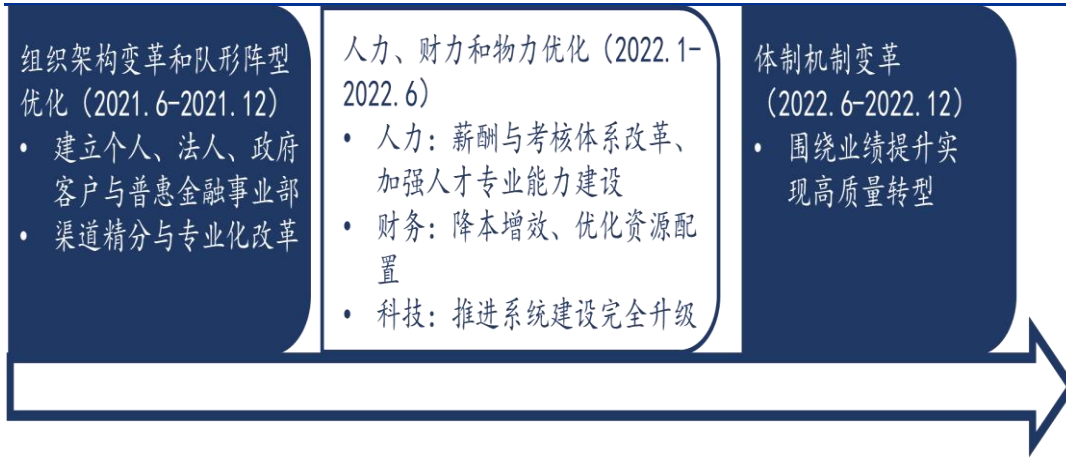 组织架构变革和队形阵型
优化（2021.6-2021.12）
• 建立个人、法人、政府
客户与普惠金融事业部
• 渠道精分与专业化改革
人力、财力和物力优化（2022.1-
2022.6）
• 人力：薪酬与考核体系改革、
加强人才专业能力建设
• 财务：降本增效、优化资源配
置
• 科技：推进系统建设完全升级
体制机制变革
（2022.6-2022.12）
• 围绕业绩提升实
现高质量转型